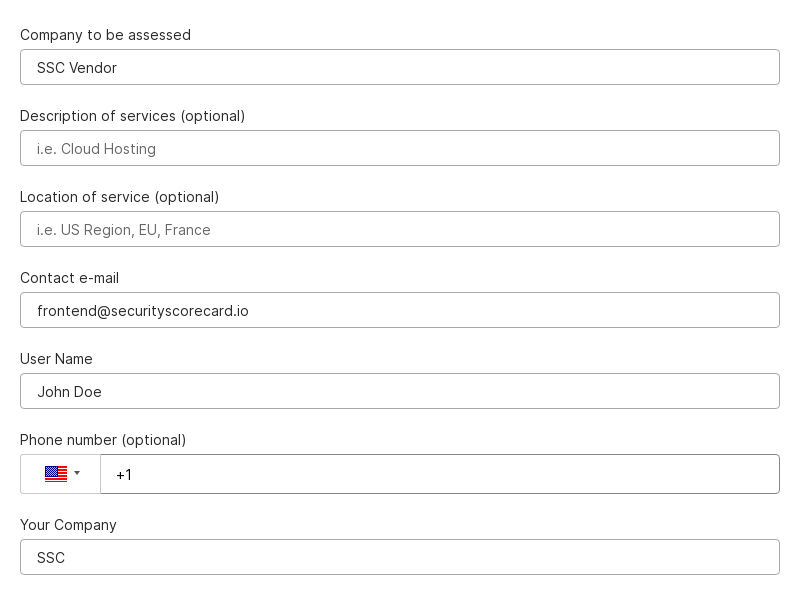 Company to be assessed
SSC Vendor
Description of services (optional)
i.e. Cloud Hosting
Location of service (optional)
i.e. US Region, EU, France
Contact e-mail
frontend@securityscorecard.io
User Name
John Doe
Phone number (optional)
+1
Your Company
SSC